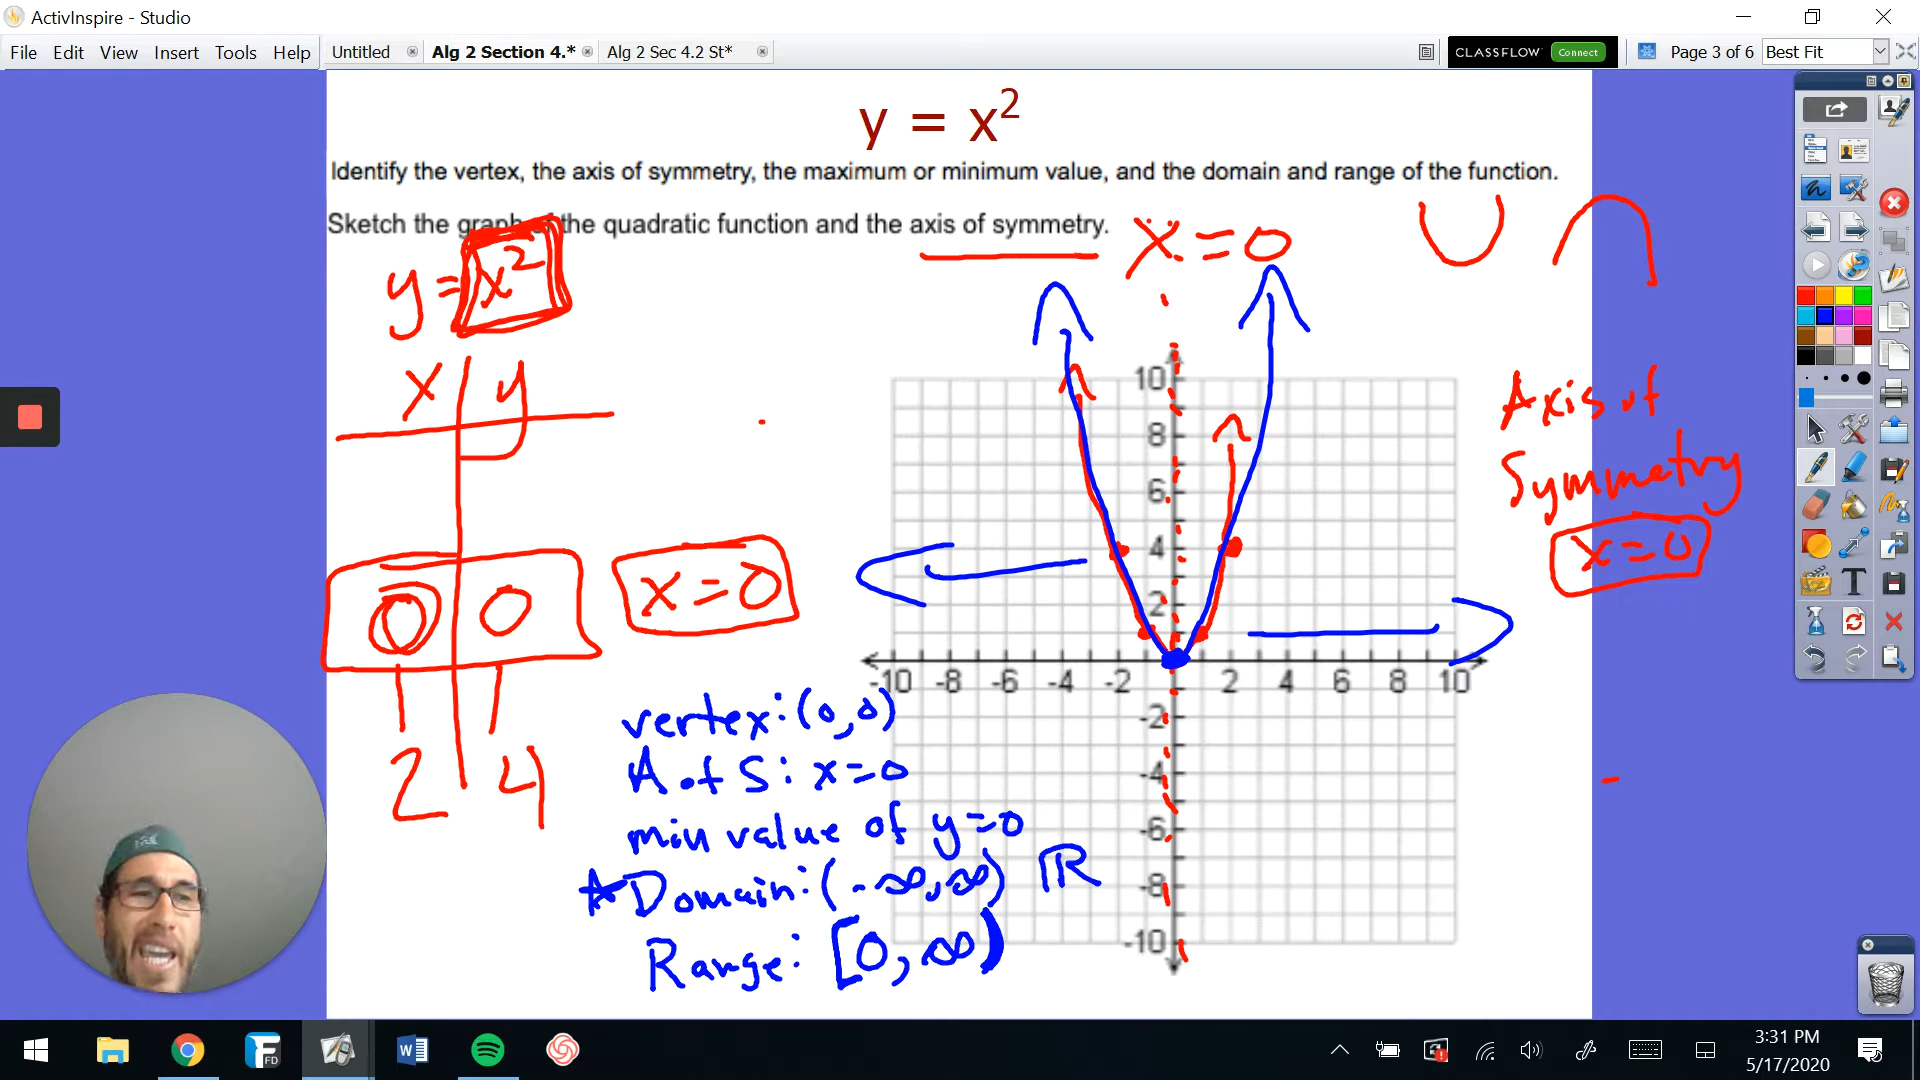 ActivInspire - Studio
File Edit View Insert Tools Help
Untitled
Alg 2 Section 4.*
Alg 2 Sec 4.2 St*
CLASSFLOW Connect
Page 3 of 6
Best Fit
y = x²
Identify the vertex, the axis of symmetry, the maximum or minimum value, and the domain and range of the function.
Sketch the graph of the quadratic function and the axis of symmetry.
x = 0
y = x²
x y
0 0
2 4
x = 0
Axis of
Symmetry
x = 0
10
8
6
4
2
-10 -8 -6 -4 -2 2 4 6 8 10
-2
-4
-6
-8
-10
vertex: (0,0)
A of S: x=0
min value of y=0
Domain: (-∞,∞) ℝ
Range: [0, ∞)
T
FD
3:31 PM
5/17/2020